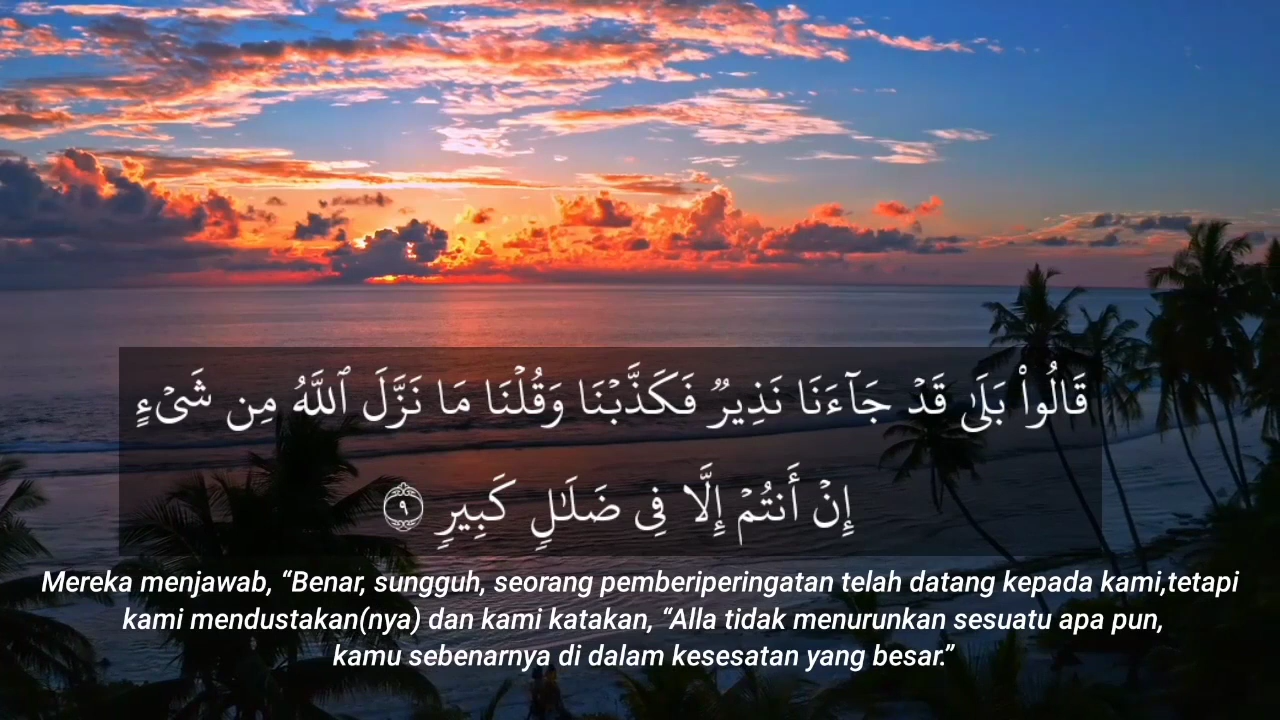 قَالُوا۟ بَلَىٰ قَدْ جَآءَنَا نَذِيرٌۭ فَكَذَّبْنَا وَقُلْنَا مَا نَزَّلَ ٱللَّهُ مِن شَىْءٍ
إِنْ أَنتُمْ إِلَّا فِى ضَلَـٰلٍۢ كَبِيرٍۢ ٩
Mereka menjawab, “Benar, sungguh, seorang pemberiperingatan telah datang kepada kami,tetapi
kami mendustakan(nya) dan kami katakan, “Alla tidak menurunkan sesuatu apa pun,
kamu sebenarnya di dalam kesesatan yang besar.”